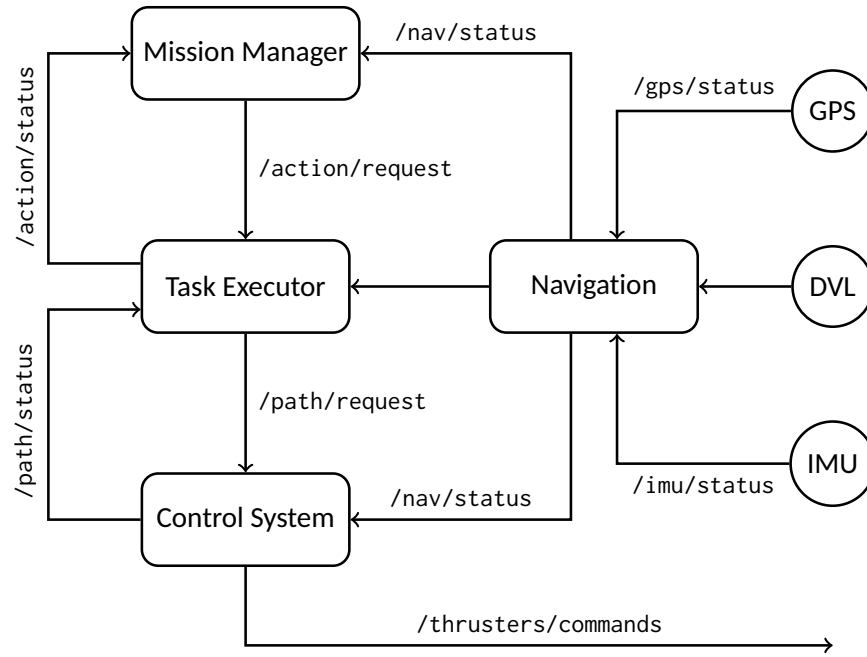 Mission Manager
/nav/status
/gps/status
GPS
/action/status
/action/request
Task Executor
Navigation
DVL
/path/status
/path/request
/imu/status
IMU
Control System
/nav/status
/thrusters/commands